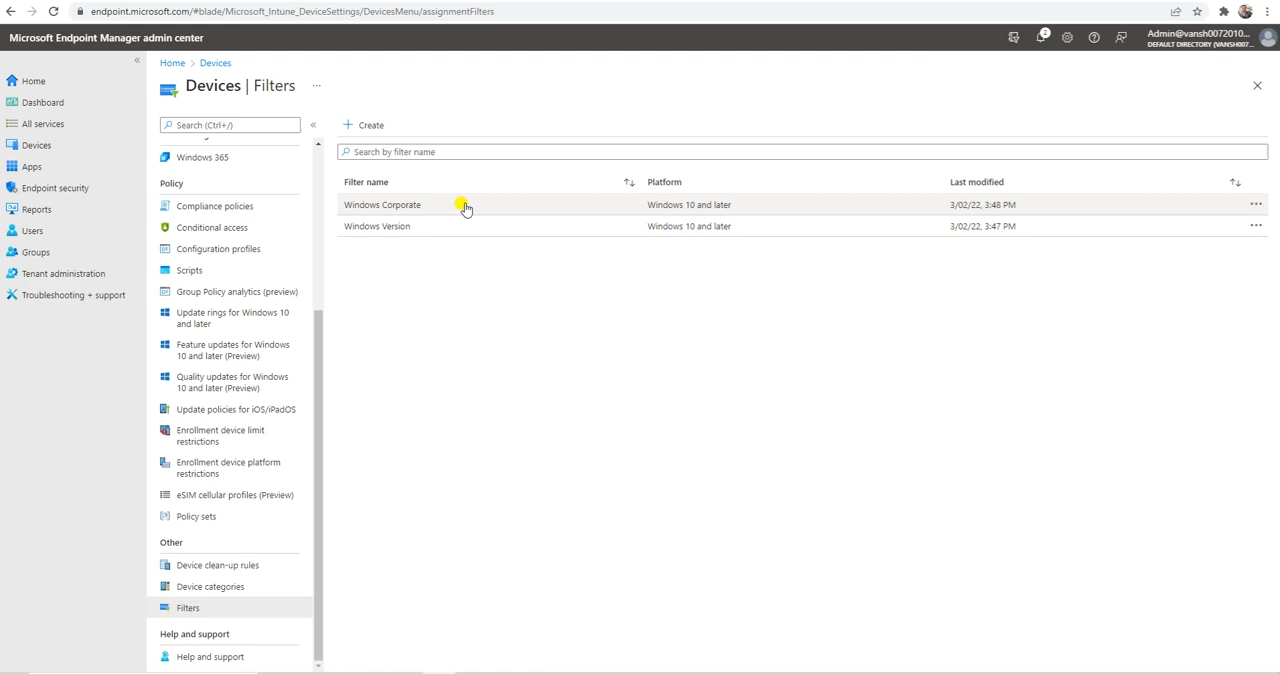 endpoint.microsoft.com/#blade/Microsoft_Intune_DeviceSettings/DevicesMenu/assignmentFilters
Microsoft Endpoint Manager admin center
2
Admin@vansh0072010...
DEFAULT DIRECTORY (VANSH007...
«
Home
Dashboard
All services
Devices
Apps
Endpoint security
Reports
Users
Groups
Tenant administration
Troubleshooting + support
Home > Devices
Devices | Filters ...
Search (Ctrl+/)
«
Windows 365
Policy
Compliance policies
Conditional access
Configuration profiles
Scripts
Group Policy analytics (preview)
Update rings for Windows 10
and later
Feature updates for Windows
10 and later (Preview)
Quality updates for Windows
10 and later (Preview)
Update policies for iOS/iPadOS
Enrollment device limit
restrictions
Enrollment device platform
restrictions
eSIM cellular profiles (Preview)
Policy sets
Other
Device clean-up rules
Device categories
Filters
Help and support
Help and support
+ Create
Search by filter name
Filter name Platform Last modified
Windows Corporate Windows 10 and later 3/02/22, 3:48 PM ...
Windows Version Windows 10 and later 3/02/22, 3:47 PM ...